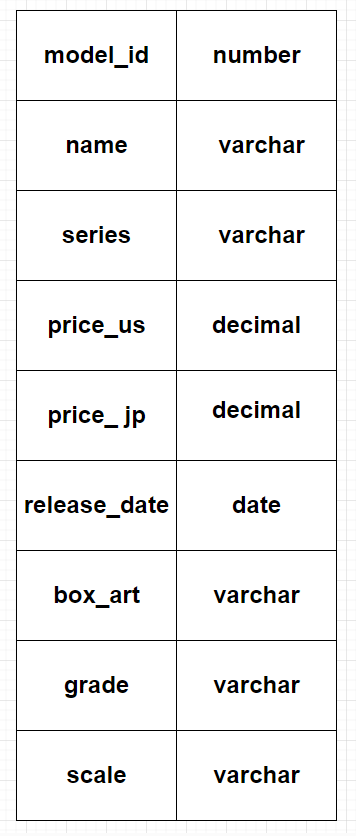 model_id number
name varchar
series varchar
price_us decimal
price_ jp decimal
release_date date
box_art varchar
grade varchar
scale varchar